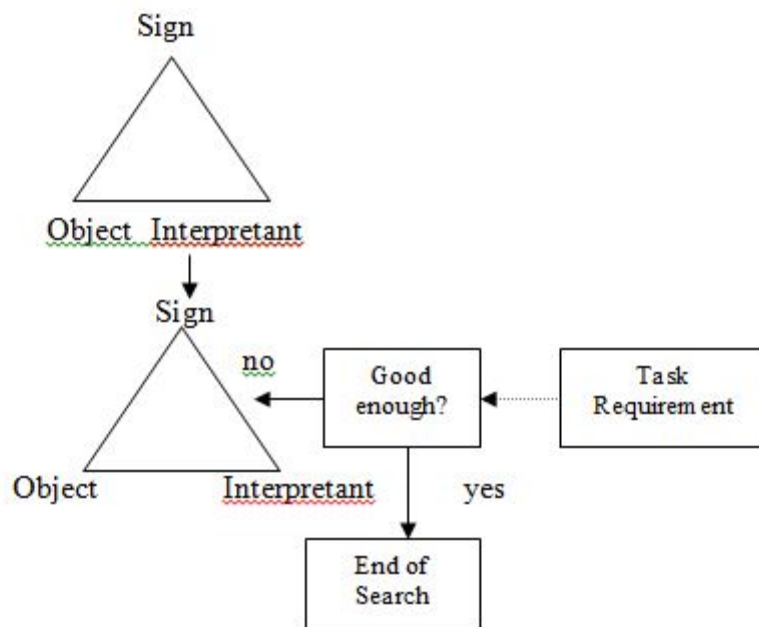 Sign
Object Interpretant
Sign
no
Good
enough?
Task
Requirement
Object
Interpretant
yes
End of
Search